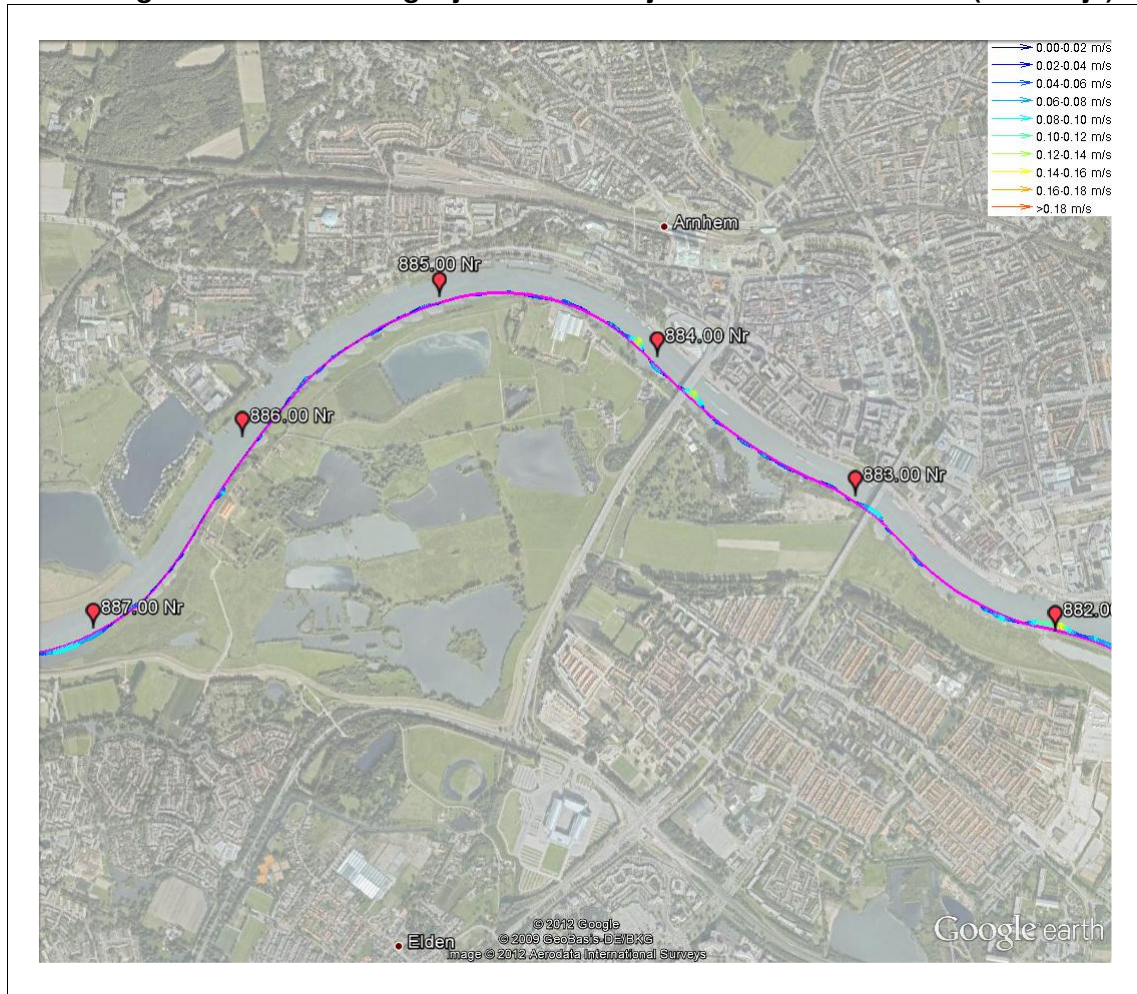 0.00-0.02 m/s
0.02-0.04 m/s
0.04-0.06 m/s
0.06-0.08 m/s
0.08-0.10 m/s
0.10-0.12 m/s
0.12-0.14 m/s
0.14-0.16 m/s
0.16-0.18 m/s
>0.18 m/s
Arnhem
885.00 Nr
884.00 Nr
886.00 Nr
883.00 Nr
887.00 Nr
882.0
Elden
© 2012 Google
© 2009 GeoBasis-DE/BKG
Image © 2012 Aerodata International Surveys
Google earth